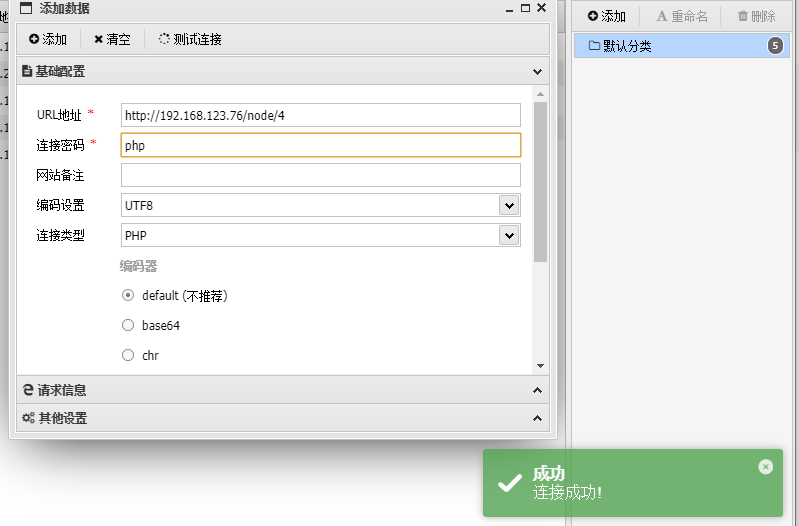 添加数据
添加 清空 测试连接
基础配置
URL地址 * http://192.168.123.76/node/4
连接密码 * php
网站备注
编码设置 UTF8
连接类型 PHP
编码器
default (不推荐)
base64
chr
请求信息
其他设置
添加 重命名 删除
默认分类 5
成功
连接成功!